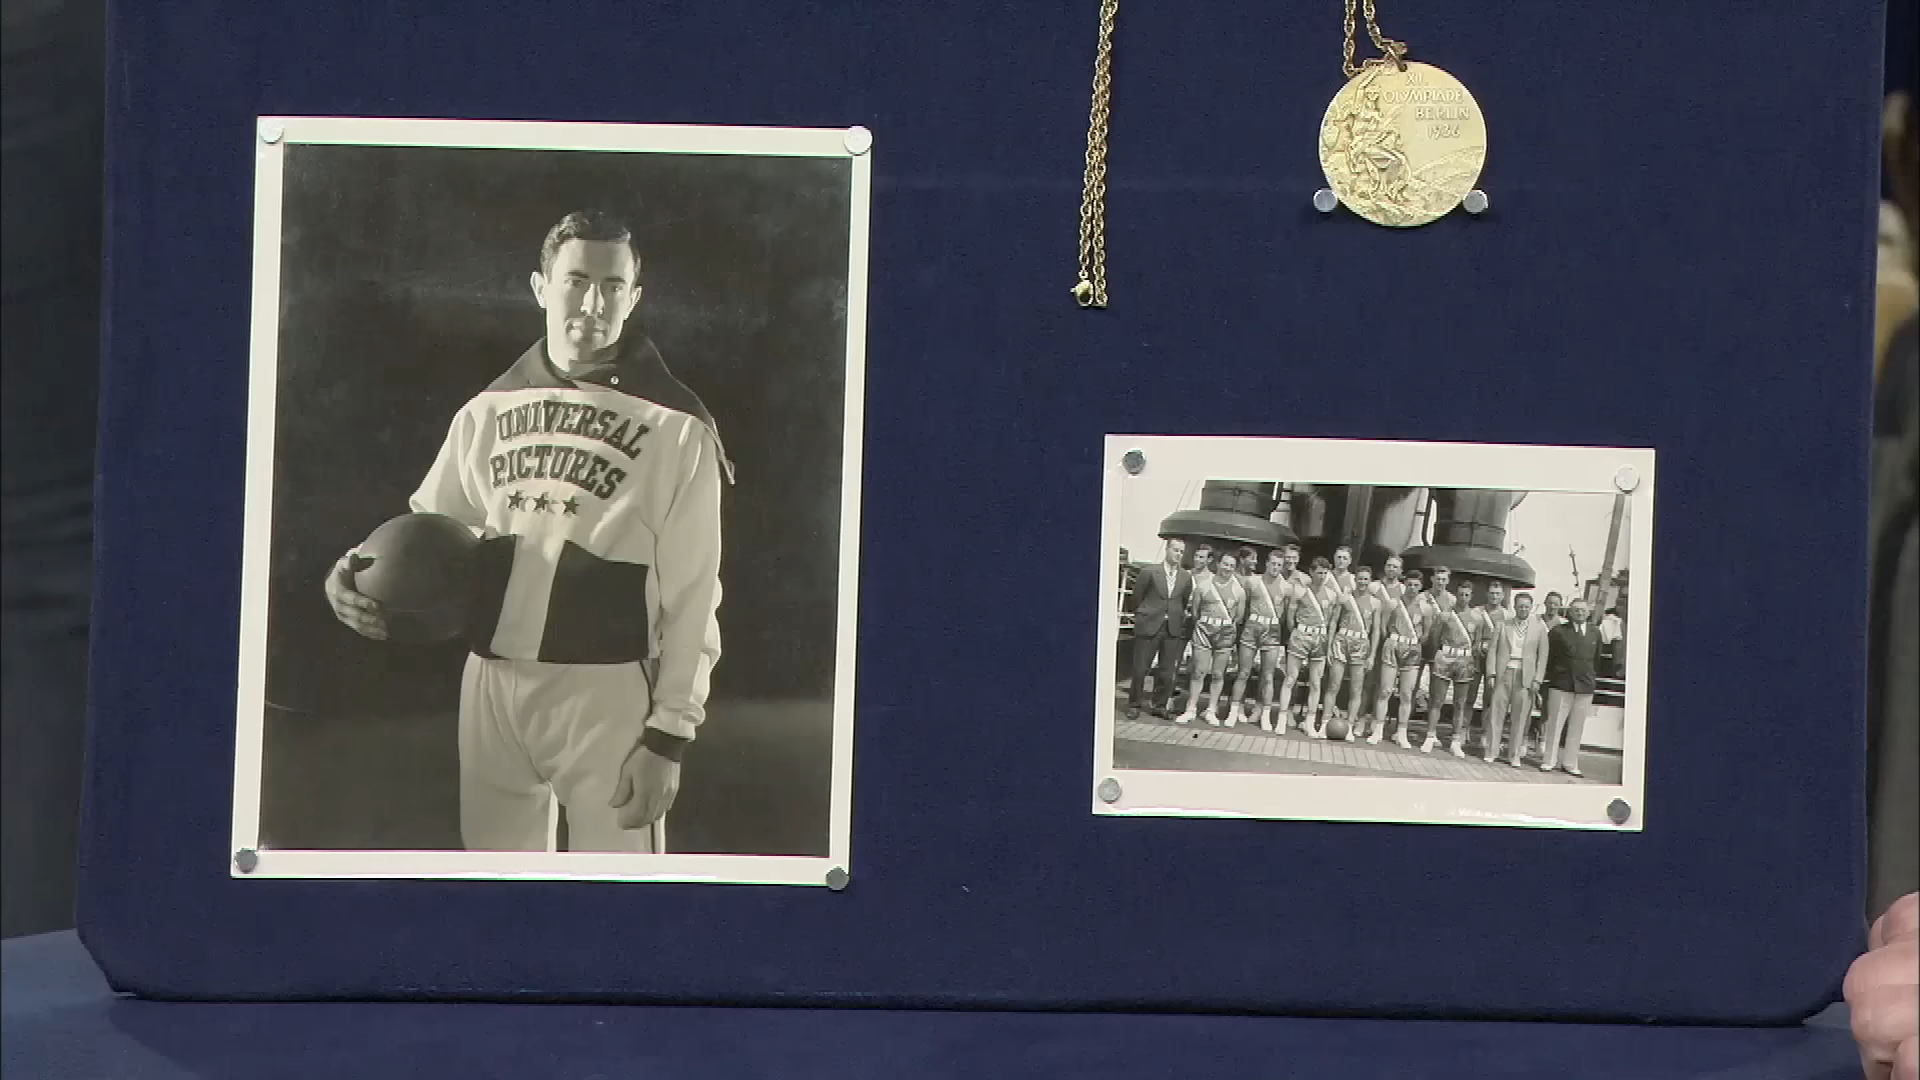 UNIVERSAL
PICTURES
XI.
OLYMPIADE
BERLIN
1936